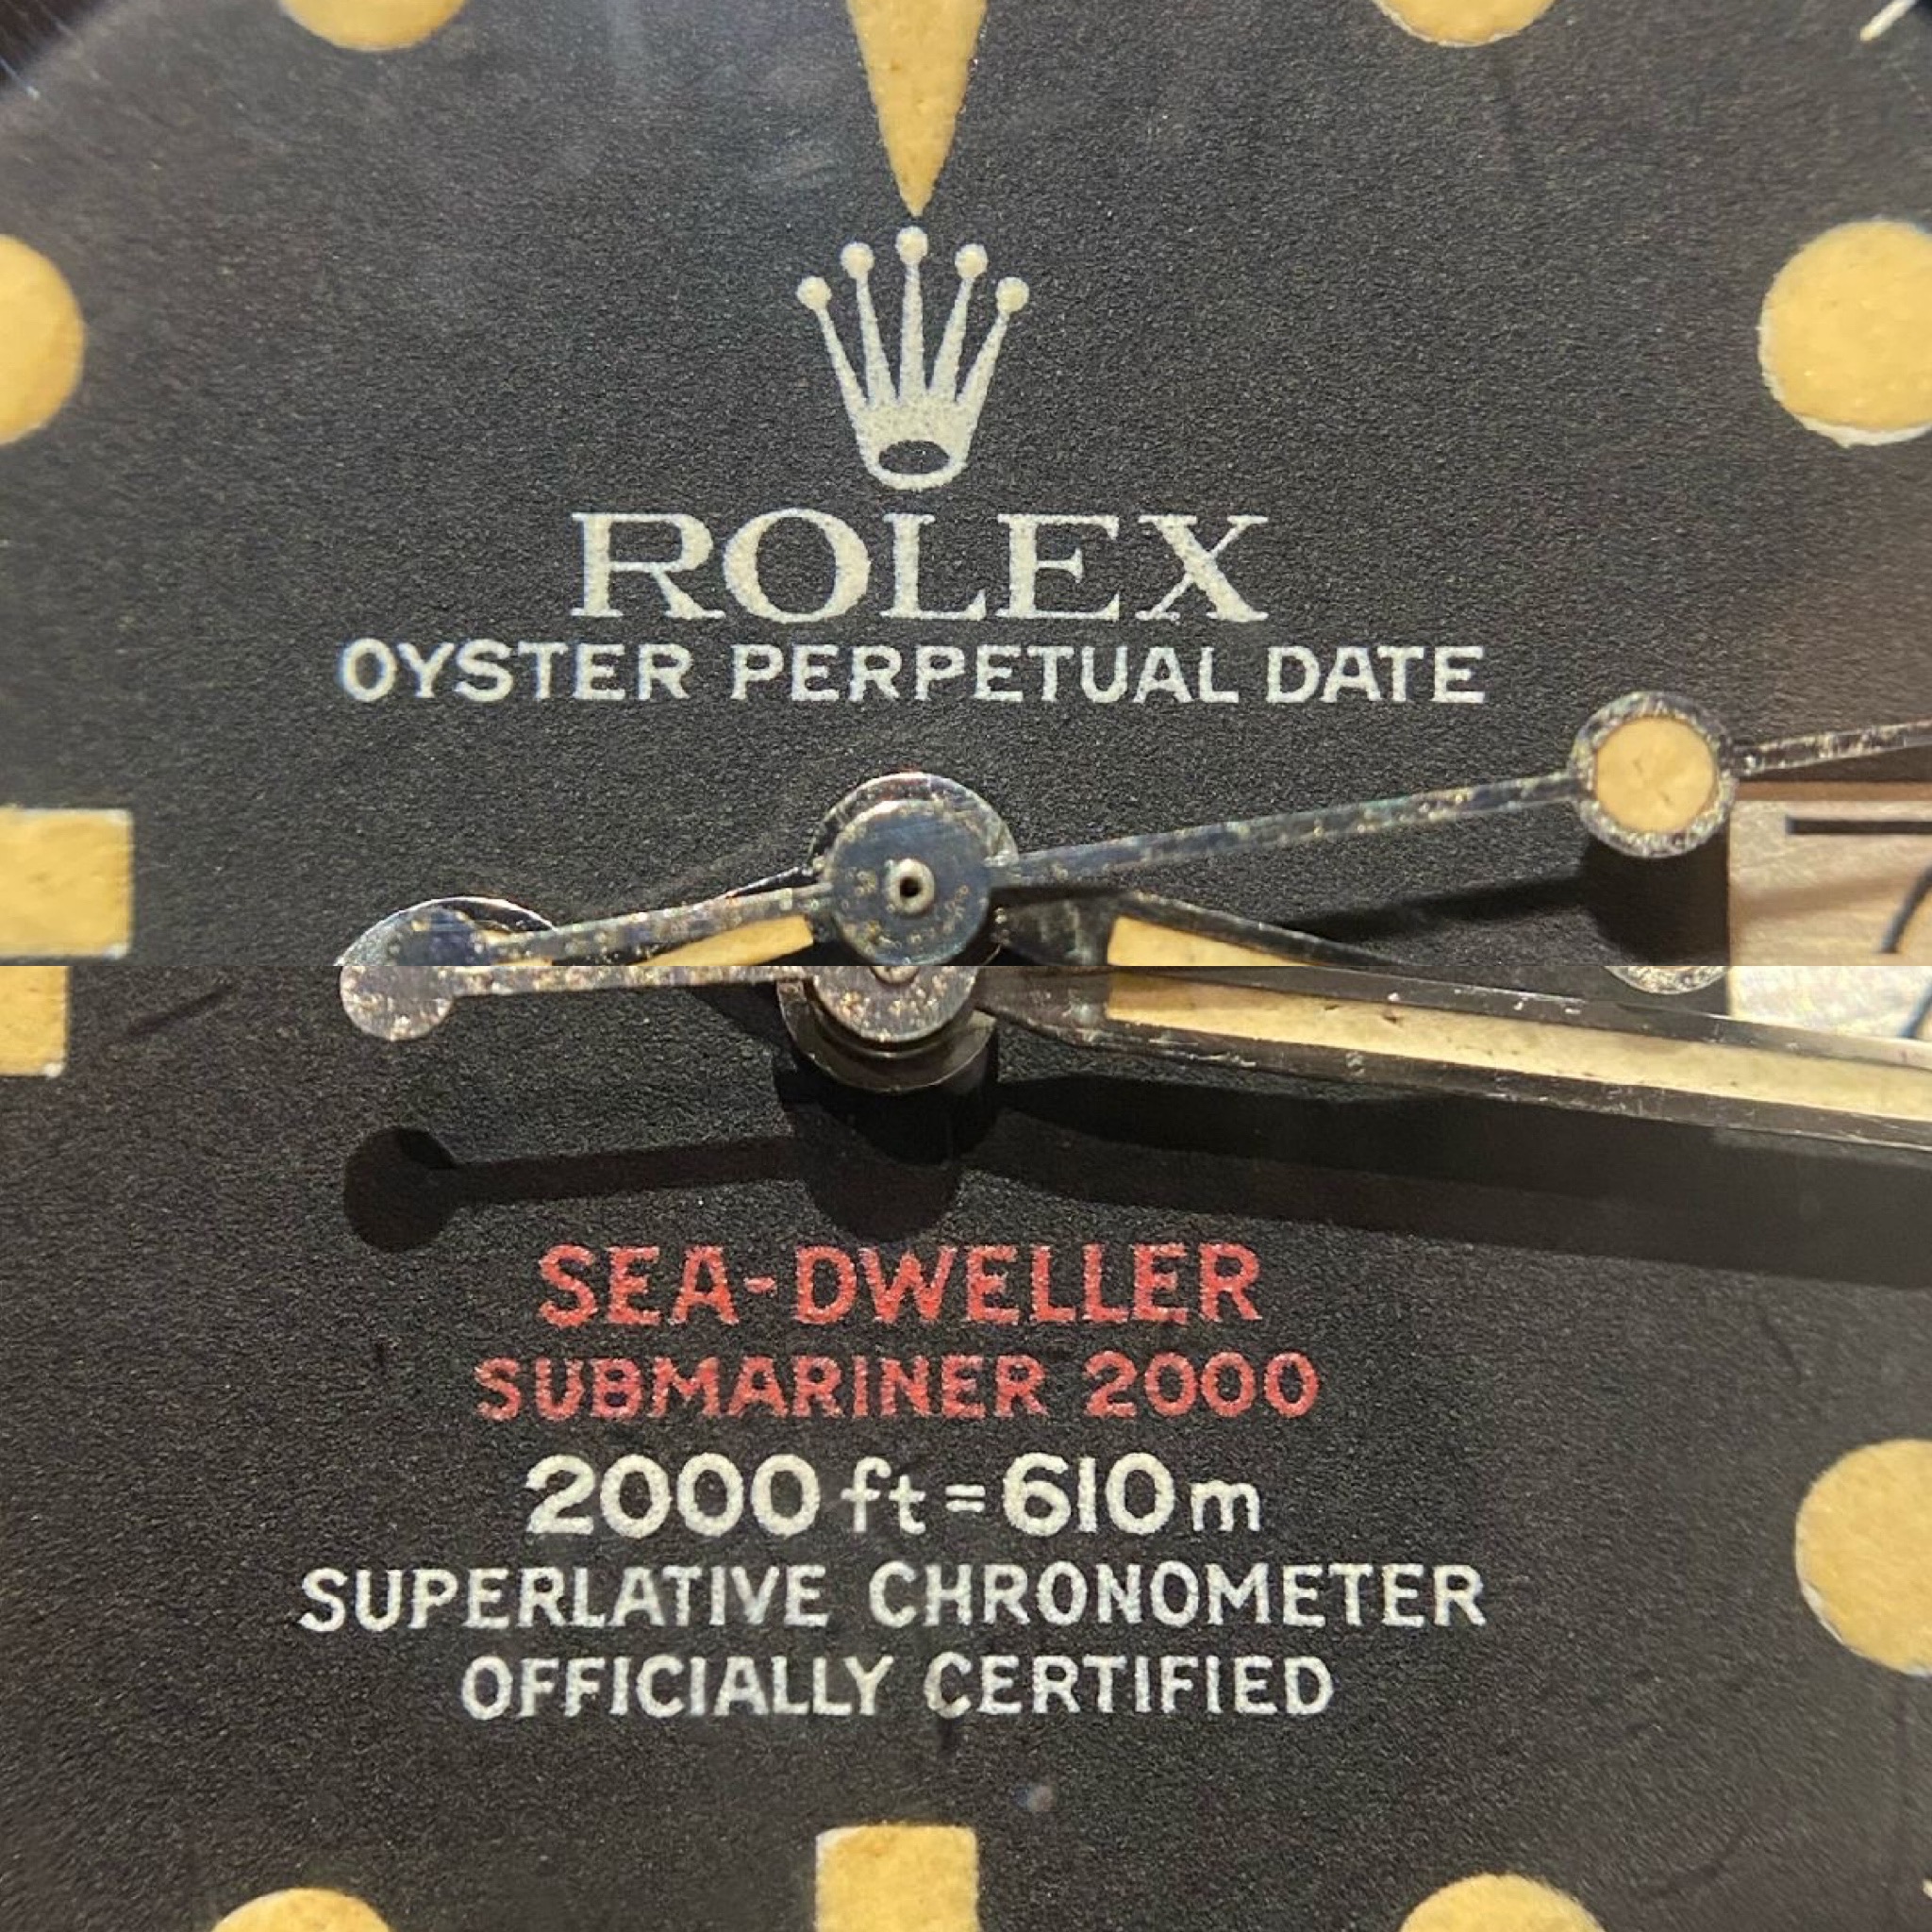 ROLEX
OYSTER PERPETUAL DATE
SEA-DWELLER
SUBMARINER 2000
2000 ft = 610 m
SUPERLATIVE CHRONOMETER
OFFICIALLY CERTIFIED